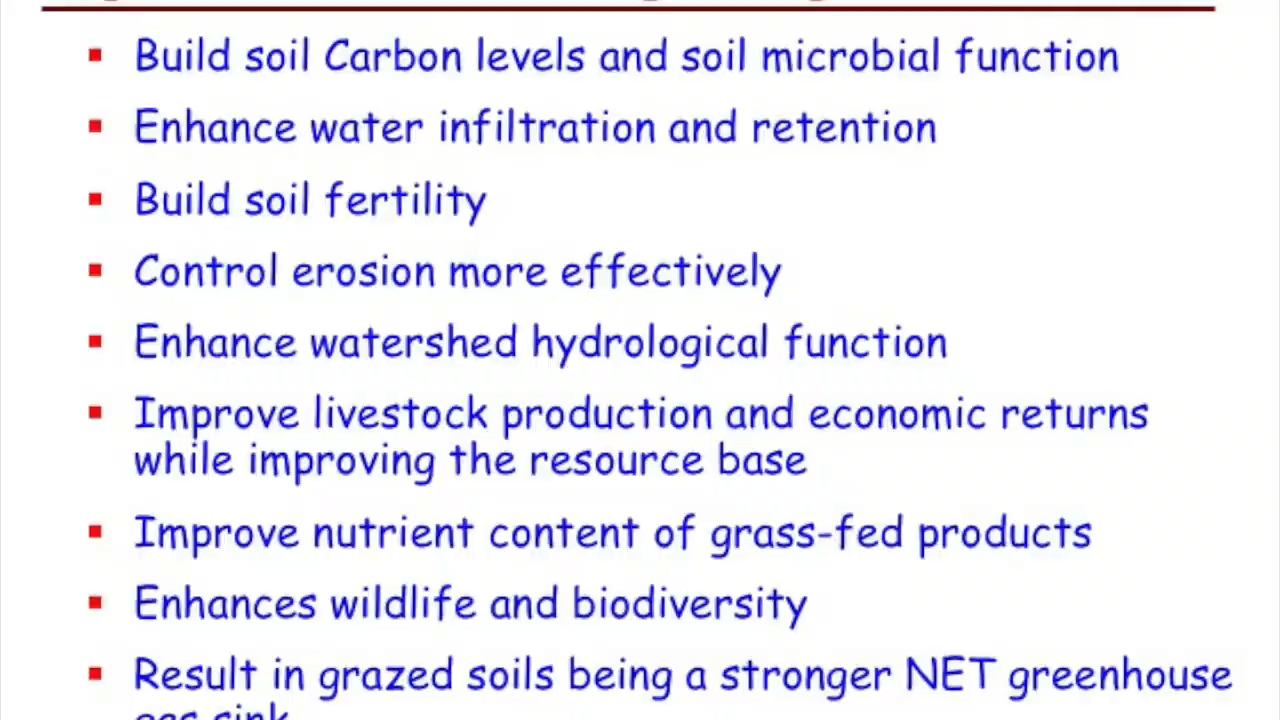 ▪ Build soil Carbon levels and soil microbial function
▪ Enhance water infiltration and retention
▪ Build soil fertility
▪ Control erosion more effectively
▪ Enhance watershed hydrological function
▪ Improve livestock production and economic returns
while improving the resource base
▪ Improve nutrient content of grass-fed products
▪ Enhances wildlife and biodiversity
▪ Result in grazed soils being a stronger NET greenhouse
gas sink